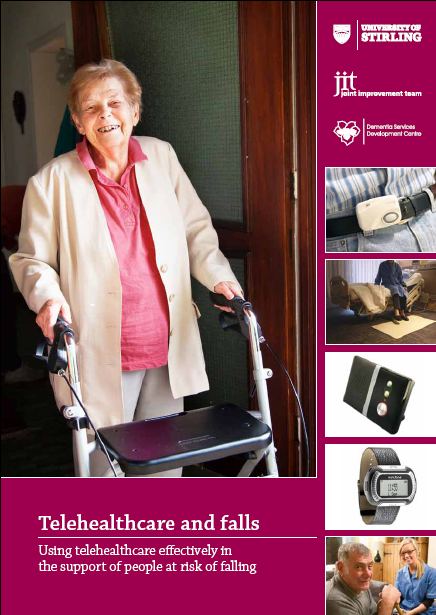 UNIVERSITY OF
STIRLING
jit
joint improvement team
Dementia Services
Development Centre
Telehealthcare and falls
Using telehealthcare effectively in
the support of people at risk of falling